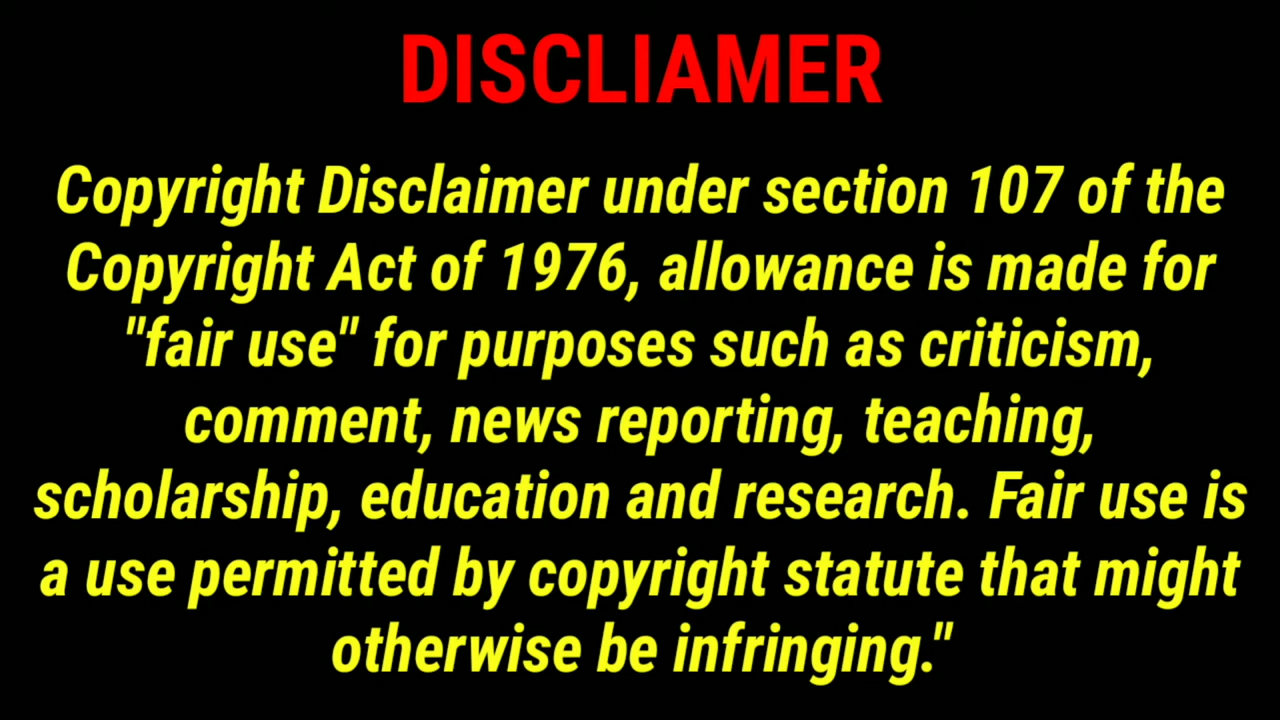 DISCLIAMER
Copyright Disclaimer under section 107 of the
Copyright Act of 1976, allowance is made for
"fair use" for purposes such as criticism,
comment, news reporting, teaching,
scholarship, education and research. Fair use is
a use permitted by copyright statute that might
otherwise be infringing."